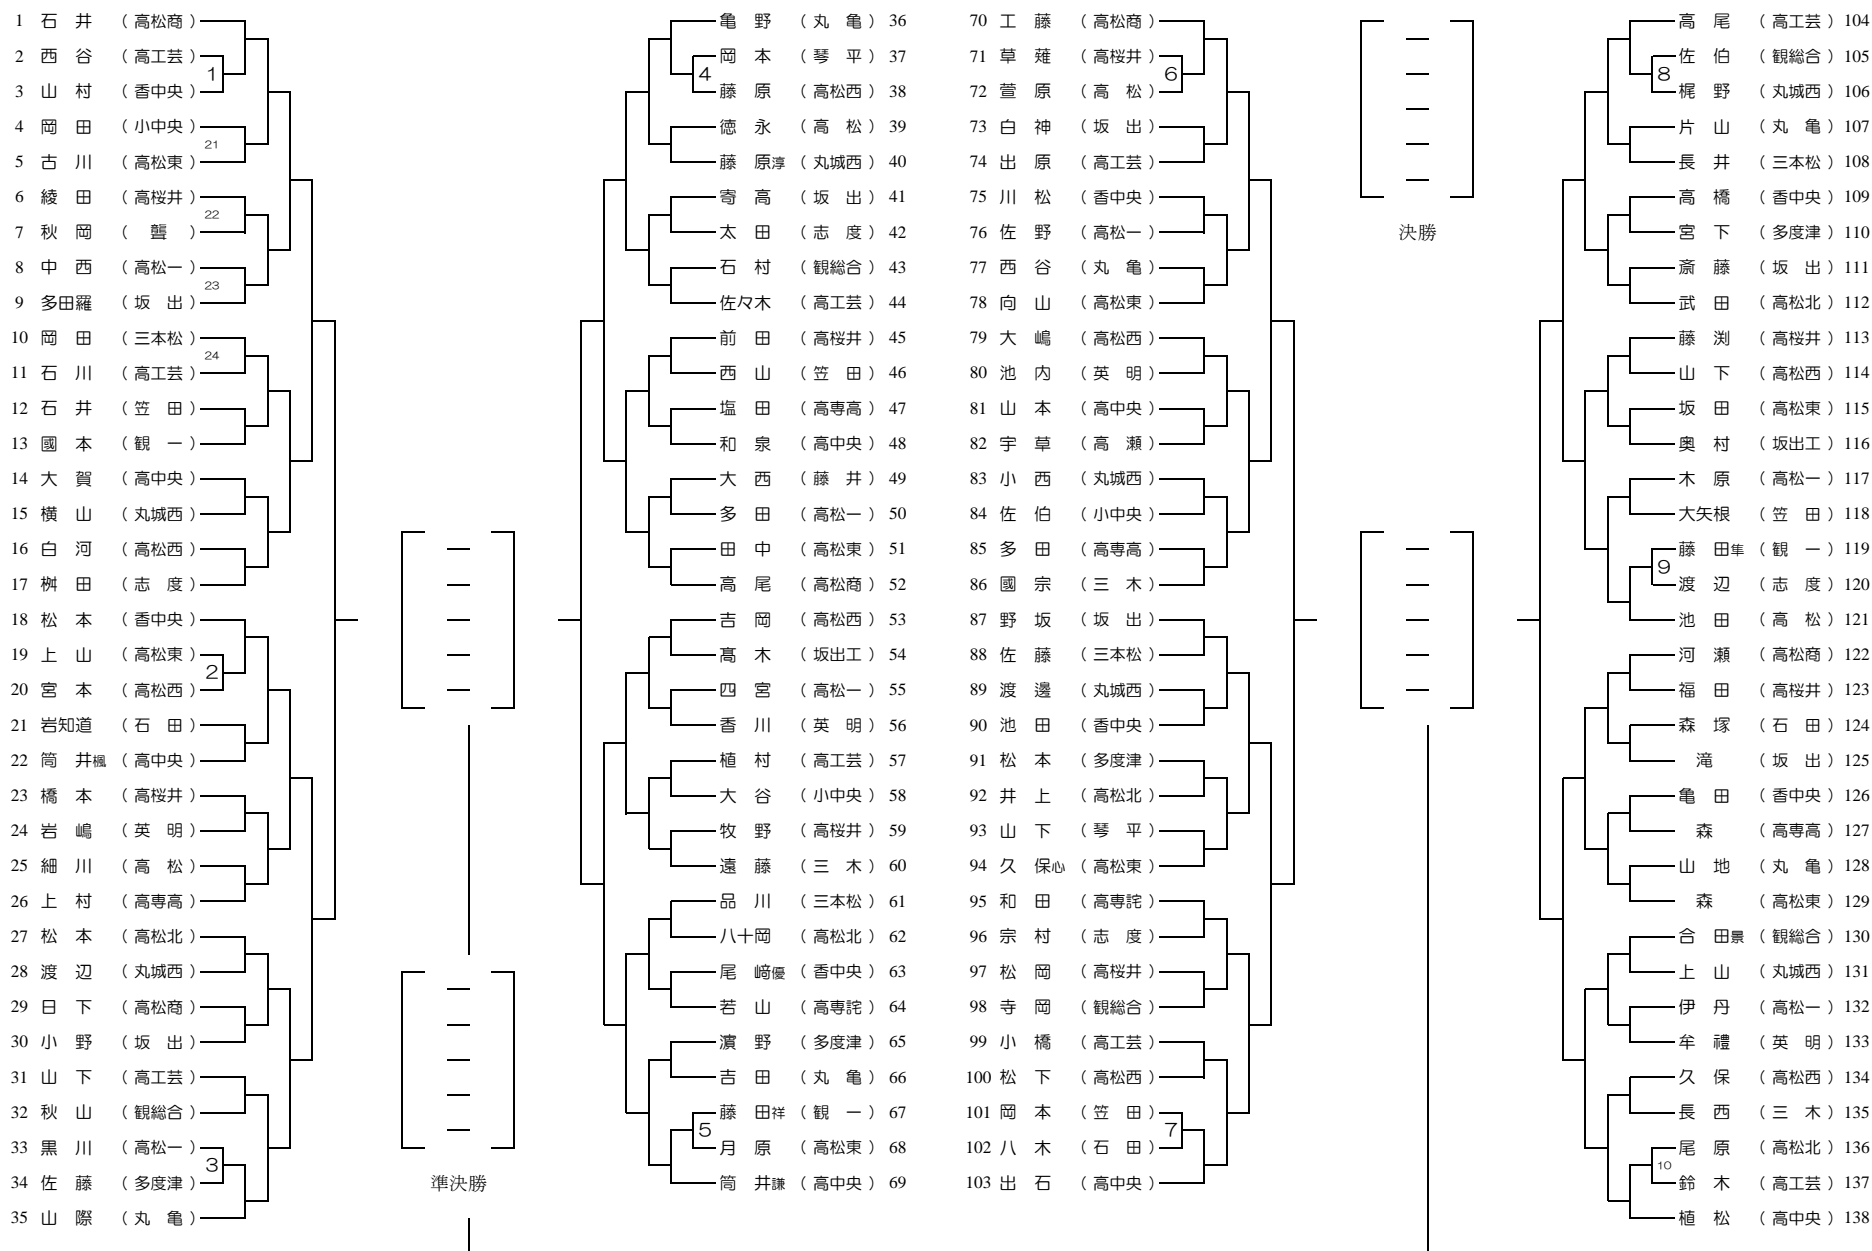 1 石 井 （高松商）
2 西 谷 （高工芸）
1
3 山 村 （香中央）
4 岡 田 （小中央）
21
5 古 川 （高松東）
6 綾 田 （高桜井）
22
7 秋 岡 （ 聾 ）
8 中 西 （高松一）
23
9 多田羅 （坂 出）
10 岡 田 （三本松）
24
11 石 川 （高工芸）
12 石 井 （笠 田）
13 國 本 （観 一）
14 大 賀 （高中央）
15 横 山 （丸城西）
16 白 河 （高松西）
17 桝 田 （志 度）
18 松 本 （香中央）
19 上 山 （高松東）
2
20 宮 本 （高松西）
21 岩知道 （石 田）
22 筒 井楓 （高中央）
23 橋 本 （高桜井）
24 岩 嶋 （英 明）
25 細 川 （高 松）
26 上 村 （高専高）
27 松 本 （高松北）
28 渡 辺 （丸城西）
29 日 下 （高松商）
30 小 野 （坂 出）
31 山 下 （高工芸）
32 秋 山 （観総合）
33 黒 川 （高松一）
3
34 佐 藤 （多度津）
35 山 際 （丸 亀）
準決勝
亀 野 （丸 亀） 36
岡 本 （琴 平） 37
4
藤 原 （高松西） 38
徳 永 （高 松） 39
藤 原淳 （丸城西） 40
寄 高 （坂 出） 41
太 田 （志 度） 42
石 村 （観総合） 43
佐々木 （高工芸） 44
前 田 （高桜井） 45
西 山 （笠 田） 46
塩 田 （高専高） 47
和 泉 （高中央） 48
大 西 （藤 井） 49
多 田 （高松一） 50
田 中 （高松東） 51
高 尾 （高松商） 52
吉 岡 （高松西） 53
髙 木 （坂出工） 54
四 宮 （高松一） 55
香 川 （英 明） 56
植 村 （高工芸） 57
大 谷 （小中央） 58
牧 野 （高桜井） 59
遠 藤 （三 木） 60
品 川 （三本松） 61
八十岡 （高松北） 62
尾 﨑優 （香中央） 63
若 山 （高専詫） 64
濵 野 （多度津） 65
吉 田 （丸 亀） 66
藤 田祥 （観 一） 67
5
月 原 （高松東） 68
筒 井謙 （高中央） 69
70 工 藤 （高松商）
71 草 薙 （高桜井）
6
72 萱 原 （高 松）
73 白 神 （坂 出）
74 出 原 （高工芸）
75 川 松 （香中央）
76 佐 野 （高松一）
77 西 谷 （丸 亀）
78 向 山 （高松東）
79 大 嶋 （高松西）
80 池 内 （英 明）
81 山 本 （高中央）
82 宇 草 （高 瀬）
83 小 西 （丸城西）
84 佐 伯 （小中央）
85 多 田 （高専高）
86 國 宗 （三 木）
87 野 坂 （坂 出）
88 佐 藤 （三本松）
89 渡 邊 （丸城西）
90 池 田 （香中央）
91 松 本 （多度津）
92 井 上 （高松北）
93 山 下 （琴 平）
94 久 保心 （高松東）
95 和 田 （高専詫）
96 宗 村 （志 度）
97 松 岡 （高桜井）
98 寺 岡 （観総合）
99 小 橋 （高工芸）
100 松 下 （高松西）
101 岡 本 （笠 田）
7
102 八 木 （石 田）
103 出 石 （高中央）
決勝
高 尾 （高工芸） 104
佐 伯 （観総合） 105
8
梶 野 （丸城西） 106
片 山 （丸 亀） 107
長 井 （三本松） 108
高 橋 （香中央） 109
宮 下 （多度津） 110
斎 藤 （坂 出） 111
武 田 （高松北） 112
藤 渕 （高桜井） 113
山 下 （高松西） 114
坂 田 （高松東） 115
奥 村 （坂出工） 116
木 原 （高松一） 117
大矢根 （笠 田） 118
藤 田隼 （観 一） 119
9
渡 辺 （志 度） 120
池 田 （高 松） 121
河 瀬 （高松商） 122
福 田 （高桜井） 123
森 塚 （石 田） 124
滝 （坂 出） 125
亀 田 （香中央） 126
森 （高専高） 127
山 地 （丸 亀） 128
森 （高松東） 129
合 田景 （観総合） 130
上 山 （丸城西） 131
伊 丹 （高松一） 132
牟 禮 （英 明） 133
久 保 （高松西） 134
長 西 （三 木） 135
尾 原 （高松北） 136
10
鈴 木 （高工芸） 137
植 松 （高中央） 138